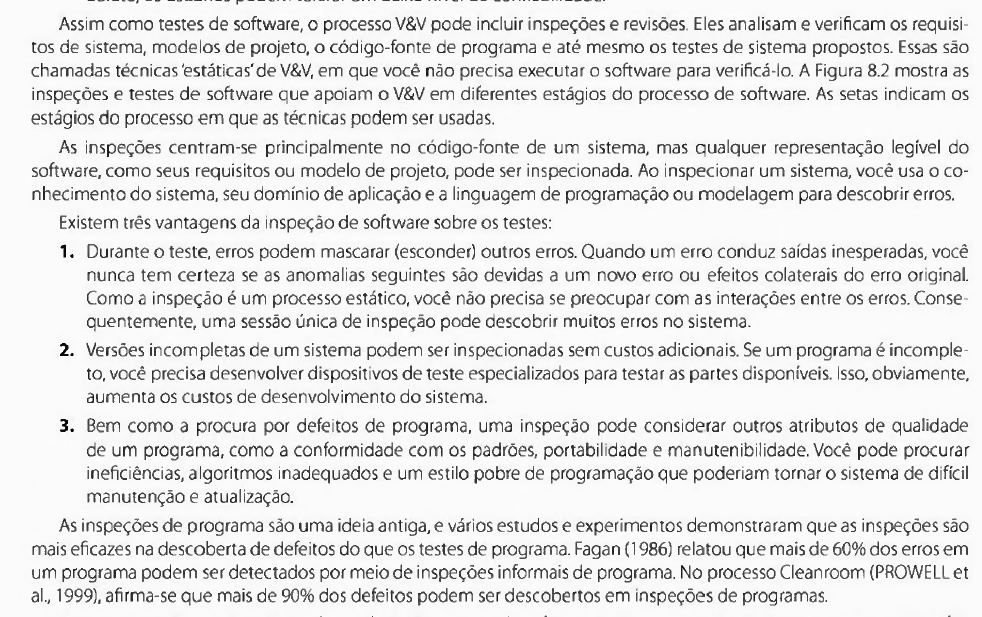 Assim como testes de software, o processo V&V pode incluir inspeções e revisões. Eles analisam e verificam os requisi-
tos de sistema, modelos de projeto, o código-fonte de programa e até mesmo os testes de sistema propostos. Essas são
chamadas técnicas 'estáticas' de V&V, em que você não precisa executar o software para verificá-lo. A Figura 8.2 mostra as
inspeções e testes de software que apoiam o V&V em diferentes estágios do processo de software. As setas indicam os
estágios do processo em que as técnicas podem ser usadas.
As inspeções centram-se principalmente no código-fonte de um sistema, mas qualquer representação legível do
software, como seus requisitos ou modelo de projeto, pode ser inspecionada. Ao inspecionar um sistema, você usa o co-
nhecimento do sistema, seu domínio de aplicação e a linguagem de programação ou modelagem para descobrir erros.
Existem três vantagens da inspeção de software sobre os testes:
1. Durante o teste, erros podem mascarar (esconder) outros erros. Quando um erro conduz saídas inesperadas, você
nunca tem certeza se as anomalias seguintes são devidas a um novo erro ou efeitos colaterais do erro original.
Como a inspeção é um processo estático, você não precisa se preocupar com as interações entre os erros. Conse-
quentemente, uma sessão única de inspeção pode descobrir muitos erros no sistema.
2. Versões incompletas de um sistema podem ser inspecionadas sem custos adicionais. Se um programa é incomple-
to, você precisa desenvolver dispositivos de teste especializados para testar as partes disponíveis. Isso, obviamente,
aumenta os custos de desenvolvimento do sistema.
3. Bem como a procura por defeitos de programa, uma inspeção pode considerar outros atributos de qualidade
de um programa, como a conformidade com os padrões, portabilidade e manutenibilidade. Você pode procurar
ineficiências, algoritmos inadequados e um estilo pobre de programação que poderiam tornar o sistema de difícil
manutenção e atualização.
As inspeções de programa são uma ideia antiga, e vários estudos e experimentos demonstraram que as inspeções são
mais eficazes na descoberta de defeitos do que os testes de programa. Fagan (1986) relatou que mais de 60% dos erros em
um programa podem ser detectados por meio de inspeções informais de programa. No processo Cleanroom (PROWELL et
al., 1999), afirma-se que mais de 90% dos defeitos podem ser descobertos em inspeções de programas.